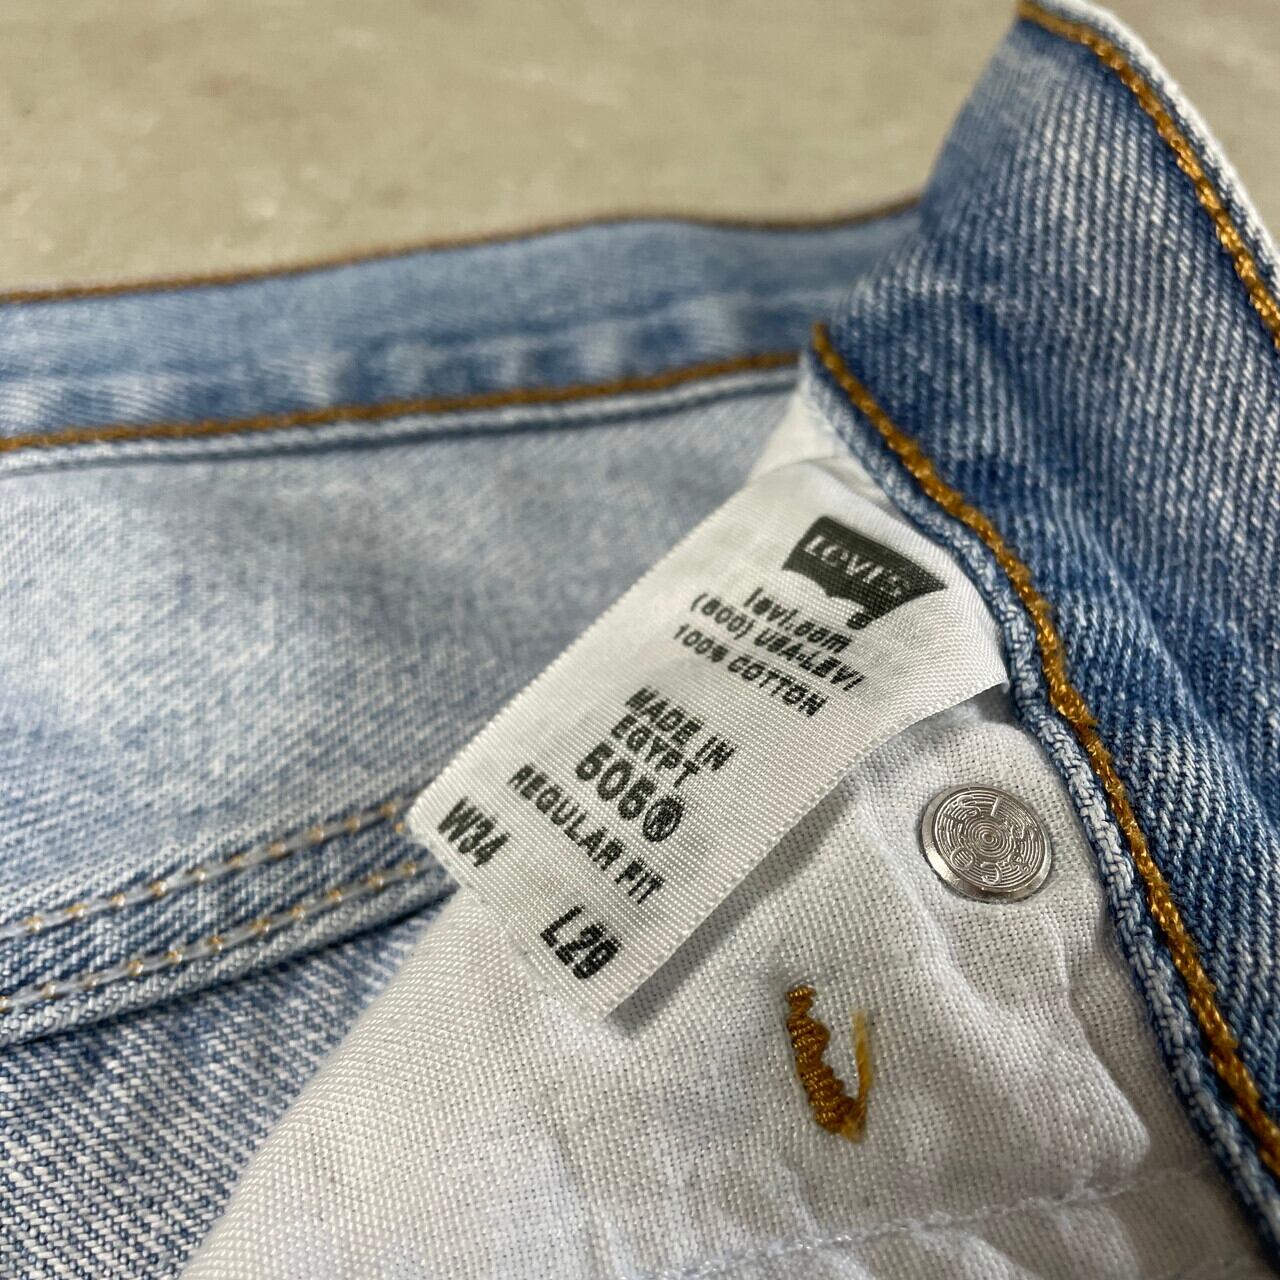 LEVI'S
®
levi.com
(800) USA-LEVI
100% COTTON
MADE IN
EGYPT
505®
REGULAR FIT
W34 L29